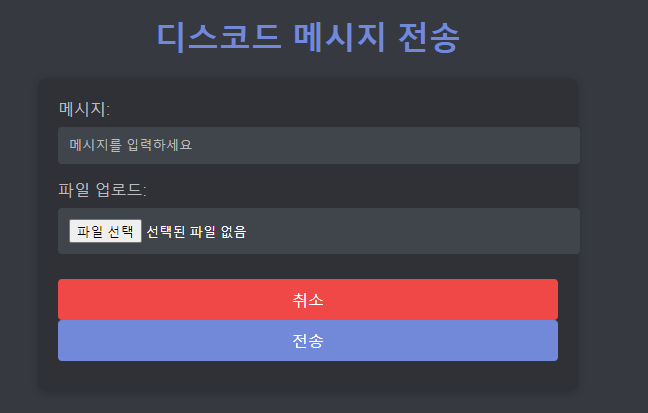 디스코드 메시지 전송
메시지:
메시지를 입력하세요
파일 업로드:
파일 선택 선택된 파일 없음
취소
전송